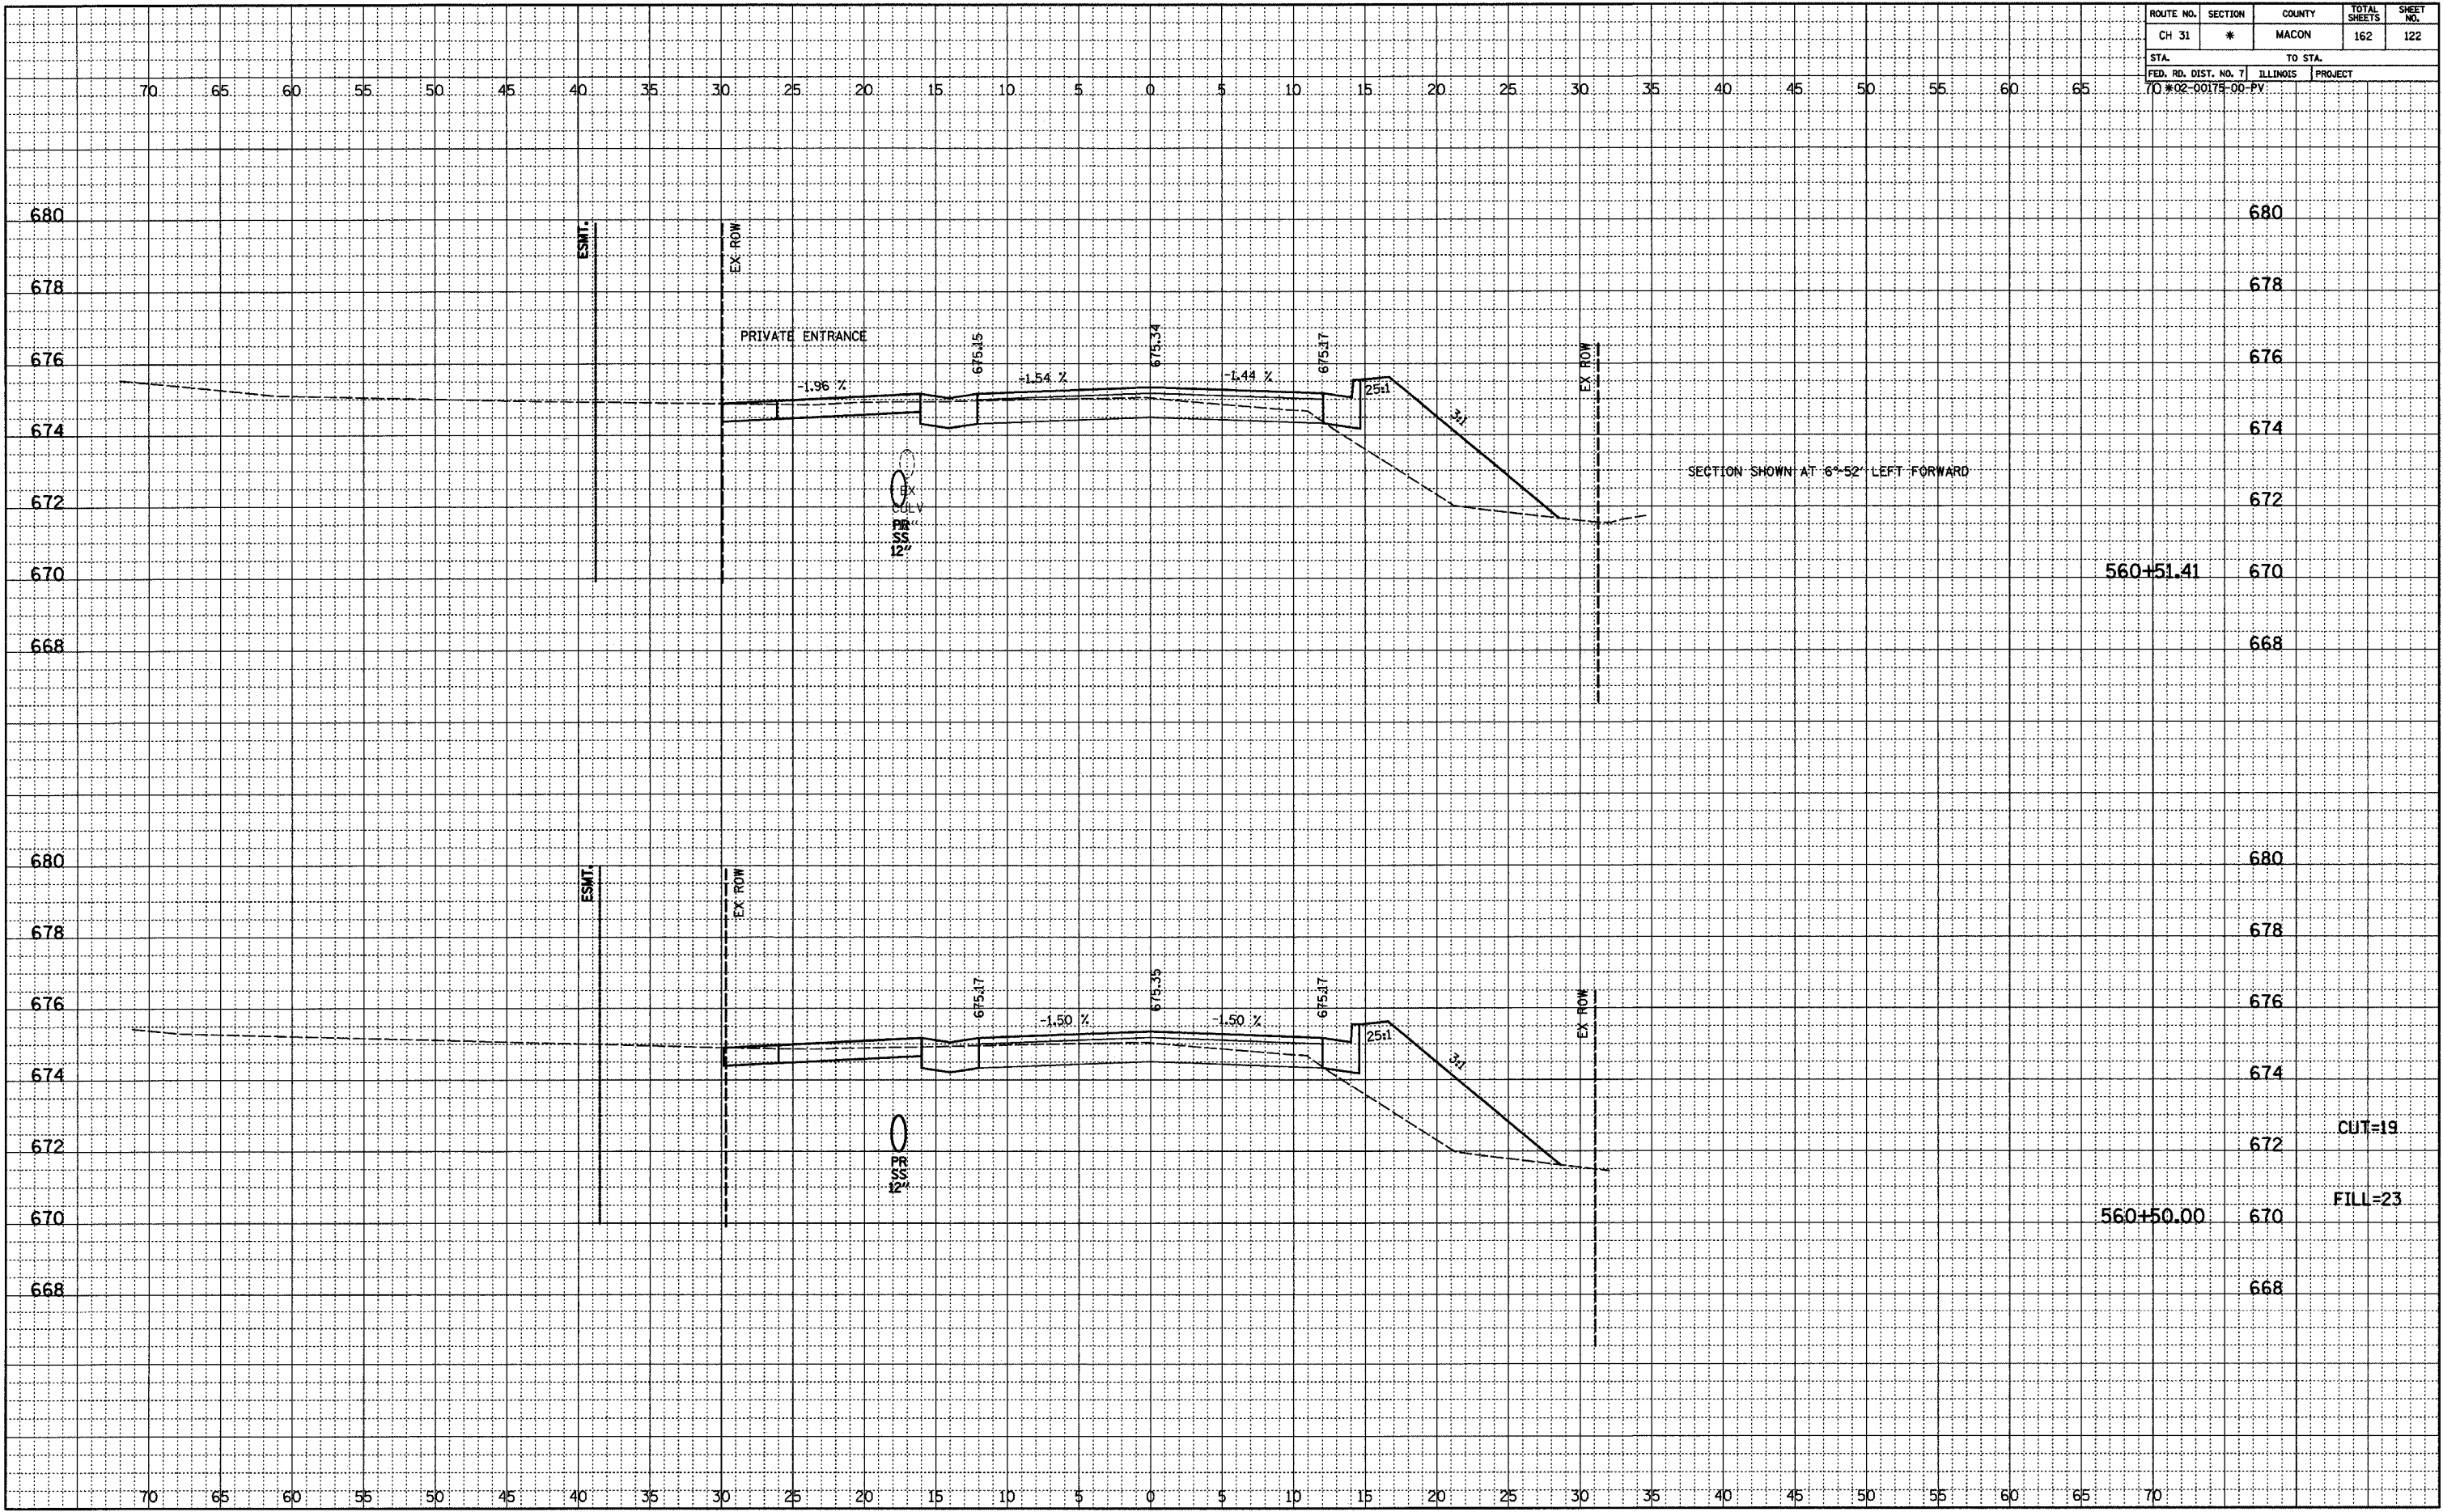 ROUTE NO. SECTION COUNTY TOTAL SHEETS SHEET NO.
CH 31 * MACON 162 122
STA. TO STA.
FED. RD. DIST. NO. 7 ILLINOIS PROJECT
*02-00175-00-PV
70 65 60 55 50 45 40 35 30 25 20 15 10 5 0 5 10 15 20 25 30 35 40 45 50 55 60 65 70
680 680
ESMT.
EX ROW
678 678
PRIVATE ENTRANCE
675.15
675.34
675.17
EX ROW
676 676
-1.96 %
-1.54 %
-1.44 %
25:1
3:1
674 674
SECTION SHOWN AT 6°-52' LEFT FORWARD
EX
CULV
672 672
PR
SS
12"
560+51.41
670 670
668 668
680 680
ESMT.
EX ROW
678 678
675.17
675.35
675.17
EX ROW
676 676
-1.50 %
-1.50 %
25:1
3:1
674 674
CUT=19
672 672
PR
SS
12"
FILL=23
560+50.00
670 670
668 668
70 65 60 55 50 45 40 35 30 25 20 15 10 5 0 5 10 15 20 25 30 35 40 45 50 55 60 65 70